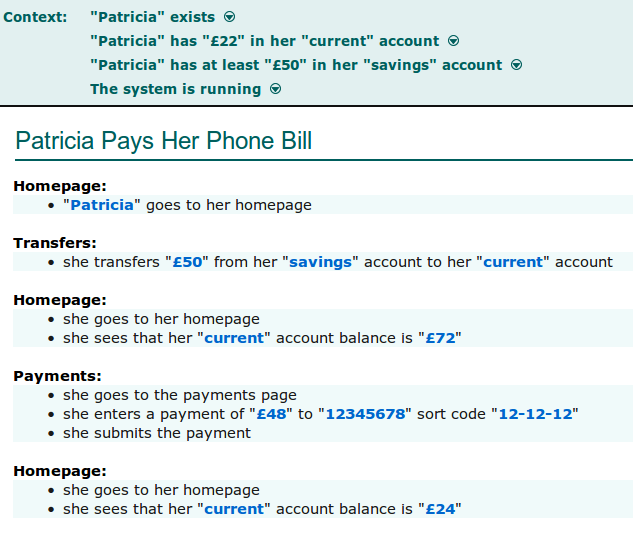 Context: "Patricia" exists
"Patricia" has "£22" in her "current" account
"Patricia" has at least "£50" in her "savings" account
The system is running
Patricia Pays Her Phone Bill
Homepage:
• "Patricia" goes to her homepage
Transfers:
• she transfers "£50" from her "savings" account to her "current" account
Homepage:
• she goes to her homepage
• she sees that her "current" account balance is "£72"
Payments:
• she goes to the payments page
• she enters a payment of "£48" to "12345678" sort code "12-12-12"
• she submits the payment
Homepage:
• she goes to her homepage
• she sees that her "current" account balance is "£24"